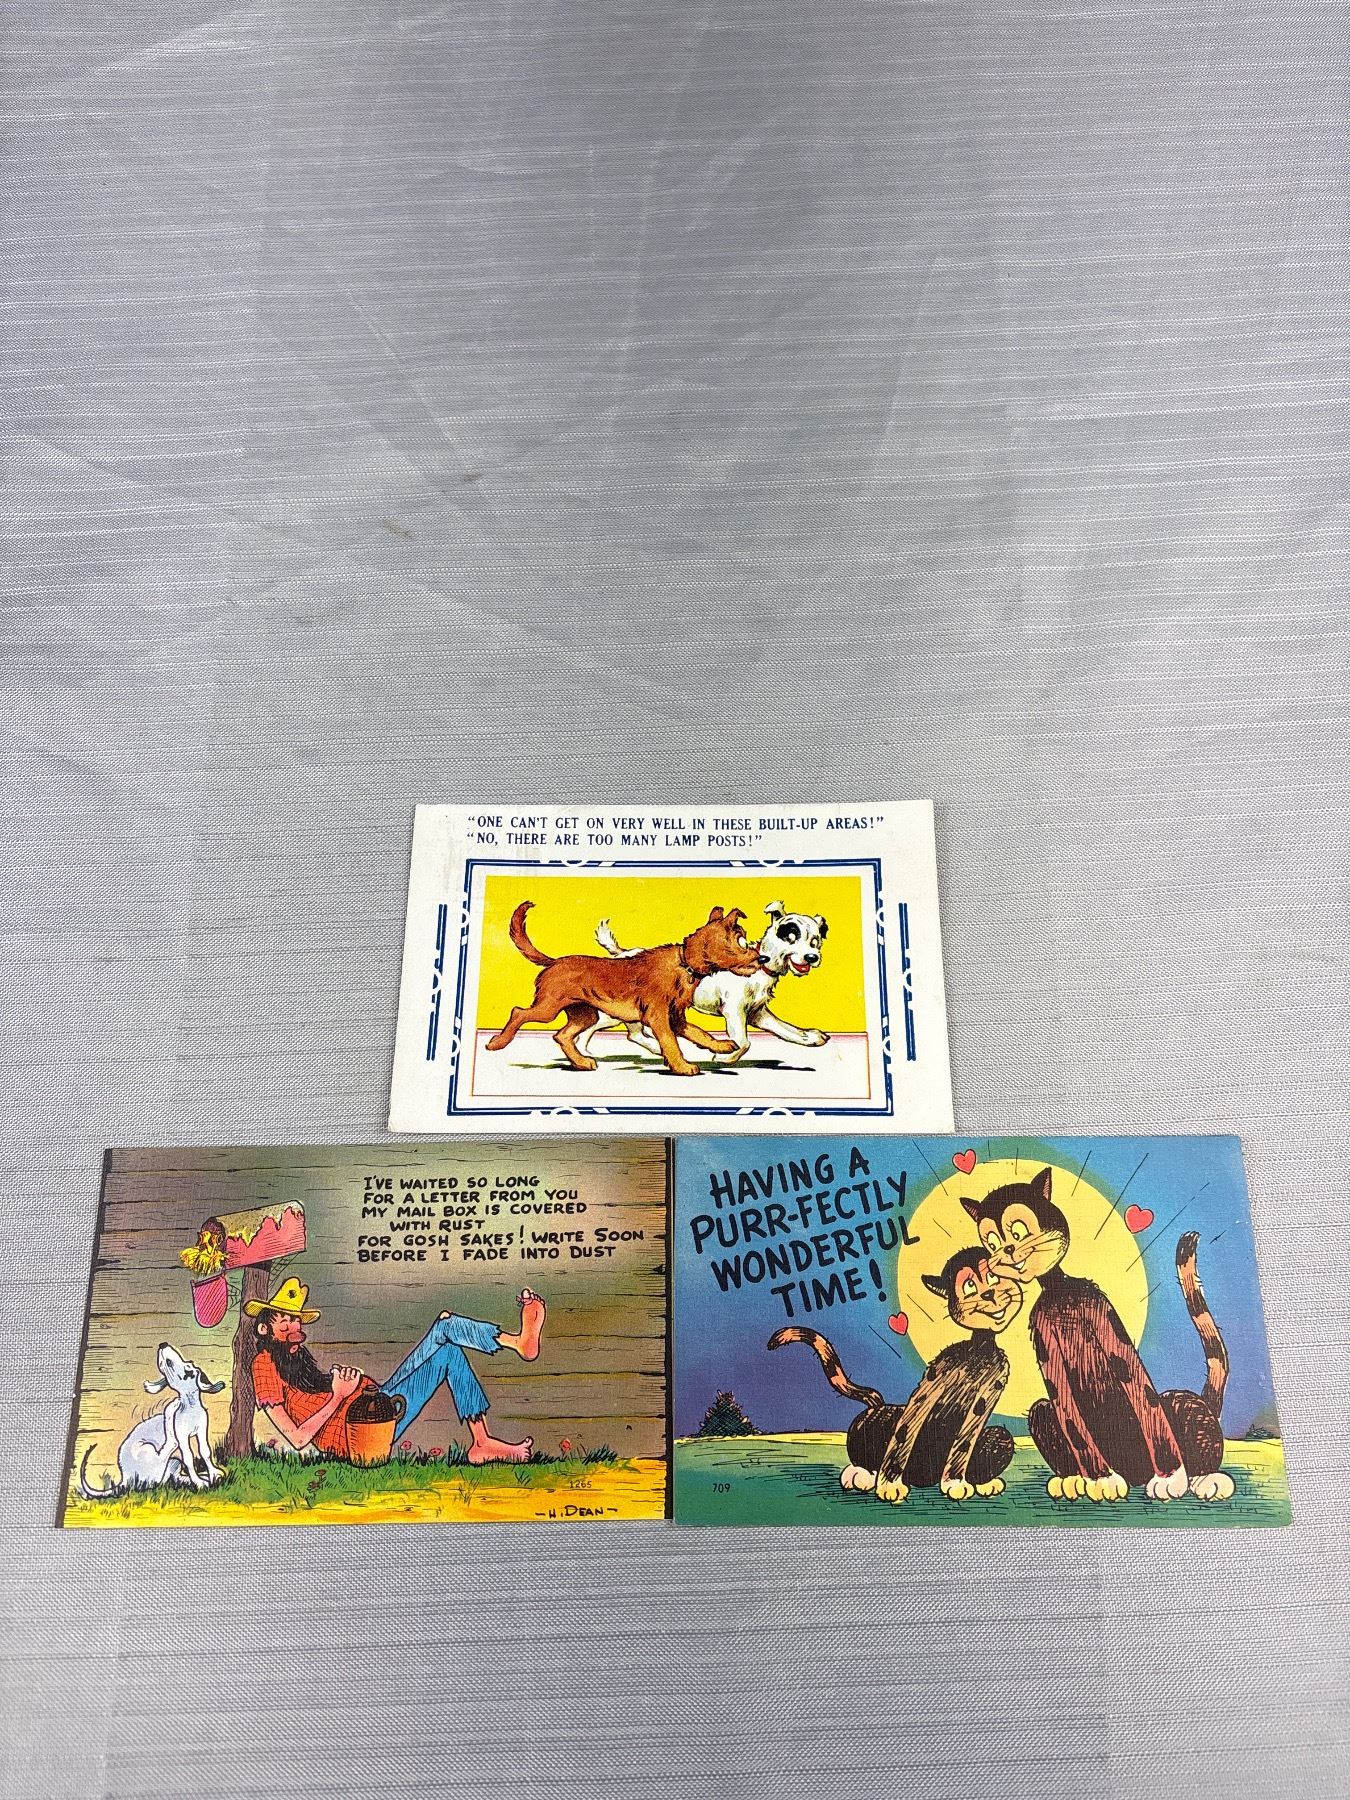 "ONE CAN'T GET ON VERY WELL IN THESE BUILT-UP AREAS!"
"NO, THERE ARE TOO MANY LAMP POSTS!"
I'VE WAITED SO LONG
FOR A LETTER FROM YOU
MY MAIL BOX IS COVERED
WITH RUST
FOR GOSH SAKES! WRITE SOON
BEFORE I FADE INTO DUST
1265
-H.DEAN-
HAVING A
PURR-FECTLY
WONDERFUL
TIME!
709